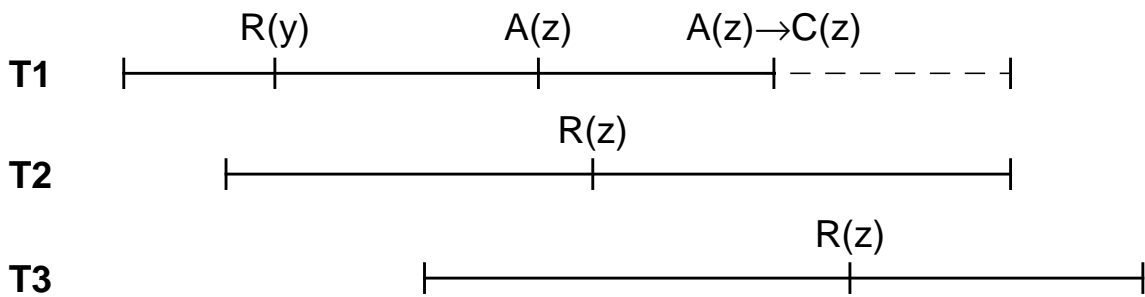 R(y) A(z) A(z)→C(z)
T1
R(z)
T2
R(z)
T3